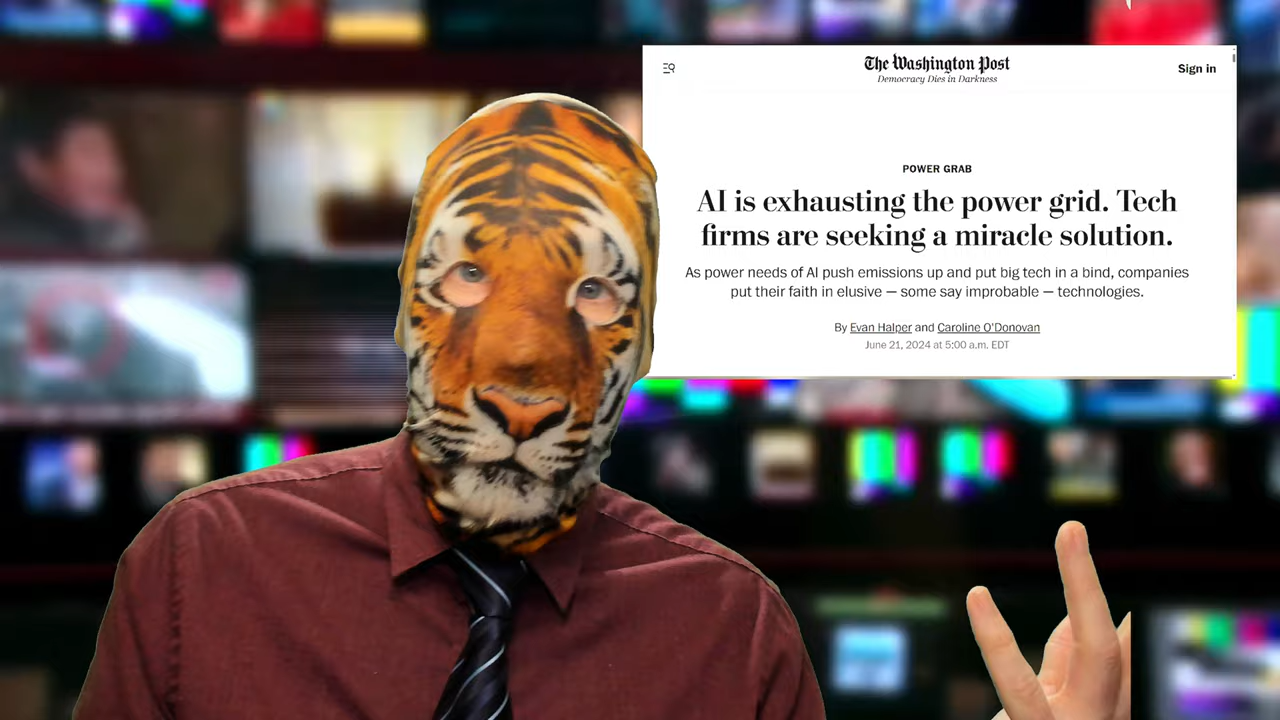 The Washington Post
Democracy Dies in Darkness
Sign in
POWER GRAB
AI is exhausting the power grid. Tech
firms are seeking a miracle solution.
As power needs of AI push emissions up and put big tech in a bind, companies
put their faith in elusive — some say improbable — technologies.
By Evan Halper and Caroline O'Donovan
June 21, 2024 at 5:00 a.m. EDT